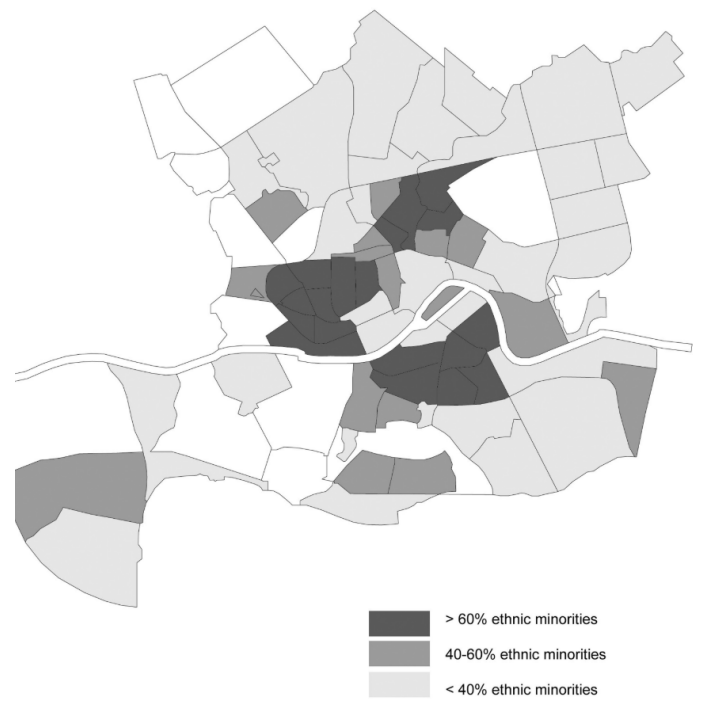 > 60% ethnic minorities
40-60% ethnic minorities
< 40% ethnic minorities